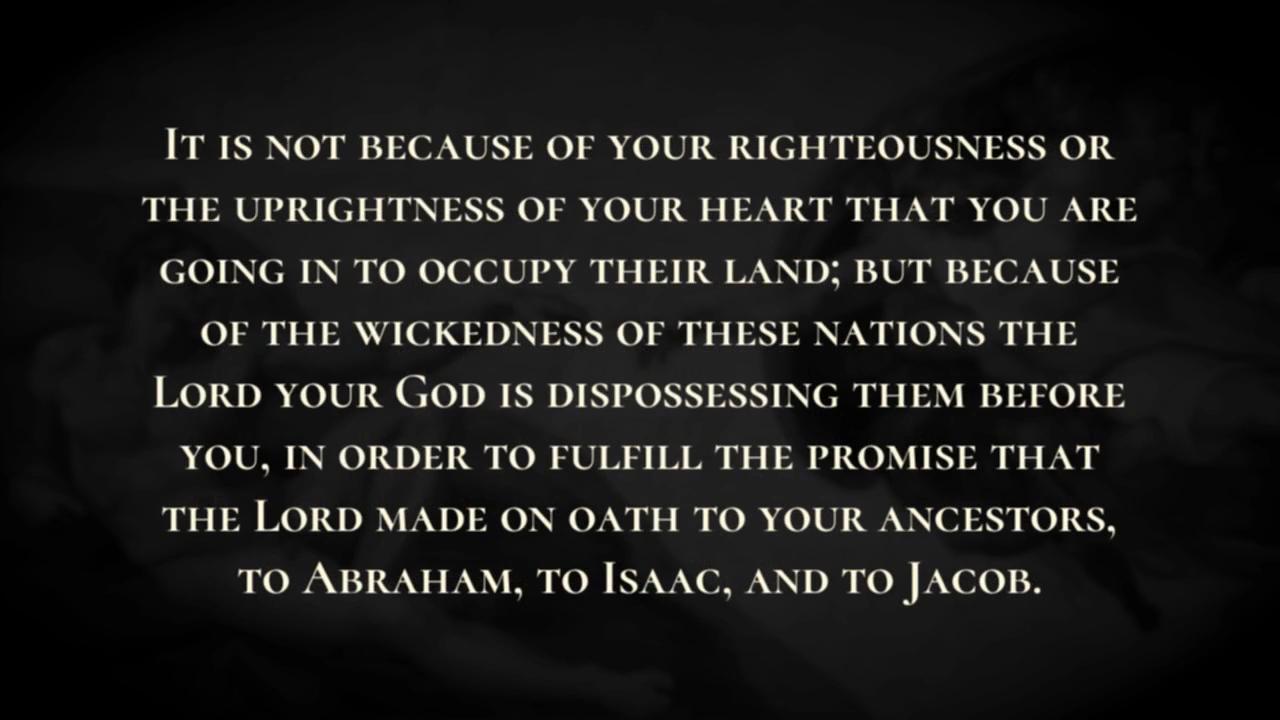 It is not because of your righteousness or
the uprightness of your heart that you are
going in to occupy their land; but because
of the wickedness of these nations the
Lord your God is dispossessing them before
you, in order to fulfill the promise that
the Lord made on oath to your ancestors,
to Abraham, to Isaac, and to Jacob.